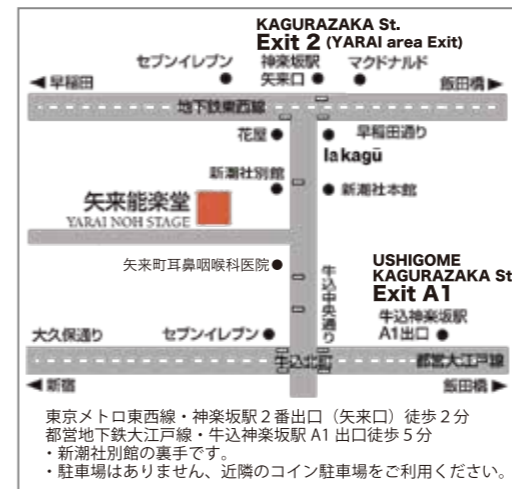 KAGURAZAKA St.
Exit 2 (YARAI area Exit)
セブンイレブン
神楽坂駅
矢来口
マクドナルド
早稲田
飯田橋
地下鉄東西線
花屋
早稲田通り
la kagū
新潮社別館
新潮社本館
矢来能楽堂
YARAI NOH STAGE
矢来町耳鼻咽喉科医院
牛込中央通り
USHIGOME
KAGURAZAKA St
Exit A1
牛込神楽坂駅
A1出口
大久保通り
セブンイレブン
牛込北町
都営大江戸線
新宿
飯田橋
東京メトロ東西線・神楽坂駅２番出口（矢来口）徒歩２分
都営地下鉄大江戸線・牛込神楽坂駅 A1 出口徒歩５分
・新潮社別館の裏手です。
・駐車場はありません、近隣のコイン駐車場をご利用ください。